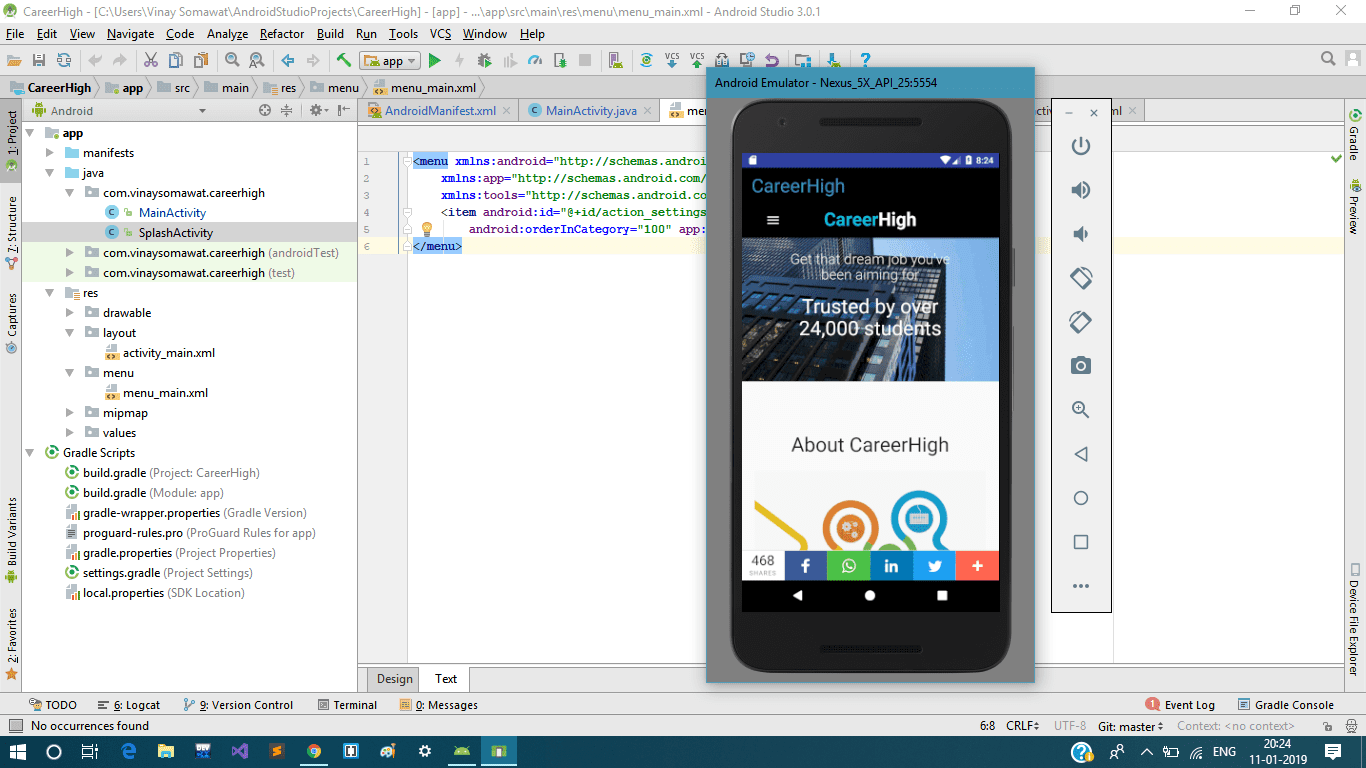 CareerHigh - [C:\Users\Vinay Somawat\AndroidStudioProjects\CareerHigh] - [app] - ...\app\src\main\res\menu\menu_main.xml - Android Studio 3.0.1
File Edit View Navigate Code Analyze Refactor Build Run Tools VCS Window Help
app VCS VCS
CareerHigh app src main res menu menu_main.xml
Android
AndroidManifest.xml MainActivity.java
1: Project
7: Structure
Captures
Build Variants
2: Favorites
app
manifests
java
com.vinaysomawat.careerhigh
MainActivity
SplashActivity
com.vinaysomawat.careerhigh (androidTest)
com.vinaysomawat.careerhigh (test)
res
drawable
layout
activity_main.xml
menu
menu_main.xml
mipmap
values
Gradle Scripts
build.gradle (Project: CareerHigh)
build.gradle (Module: app)
gradle-wrapper.properties (Gradle Version)
proguard-rules.pro (ProGuard Rules for app)
gradle.properties (Project Properties)
settings.gradle (Project Settings)
local.properties (SDK Location)
1 <menu xmlns:android="http://schemas.androi
2 xmlns:app="http://schemas.android.com/
3 xmlns:tools="http://schemas.android.co
4 <item android:id="@+id/action_settings
5 android:orderInCategory="100" app:
6 </menu>
Design Text
Android Emulator - Nexus_5X_API_25:5554
8:24
CareerHigh
CareerHigh
Get that dream job you've
been aiming for
Trusted by over
24,000 students
About CareerHigh
468
SHARES
Gradle
Preview
Device File Explorer
TODO 6: Logcat 9: Version Control Terminal 0: Messages 1 Event Log Gradle Console
No occurrences found 6:8 CRLF UTF-8 Git: master Context: <no context>
ENG 20:24
11-01-2019